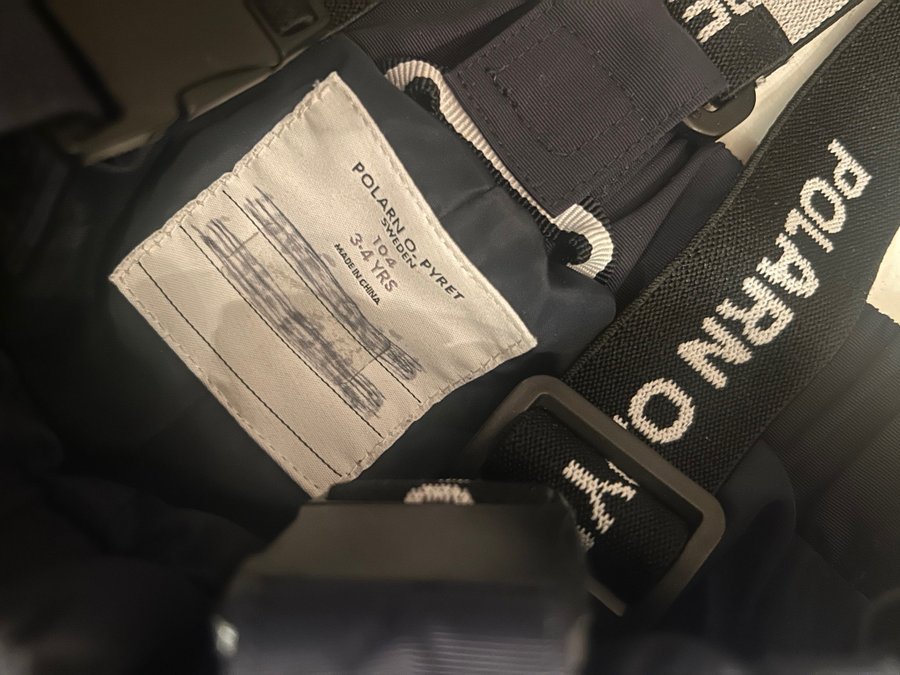 POLARN O. PYRET
SWEDEN
104
3-4 YRS
MADE IN CHINA
POLARN O.
Y